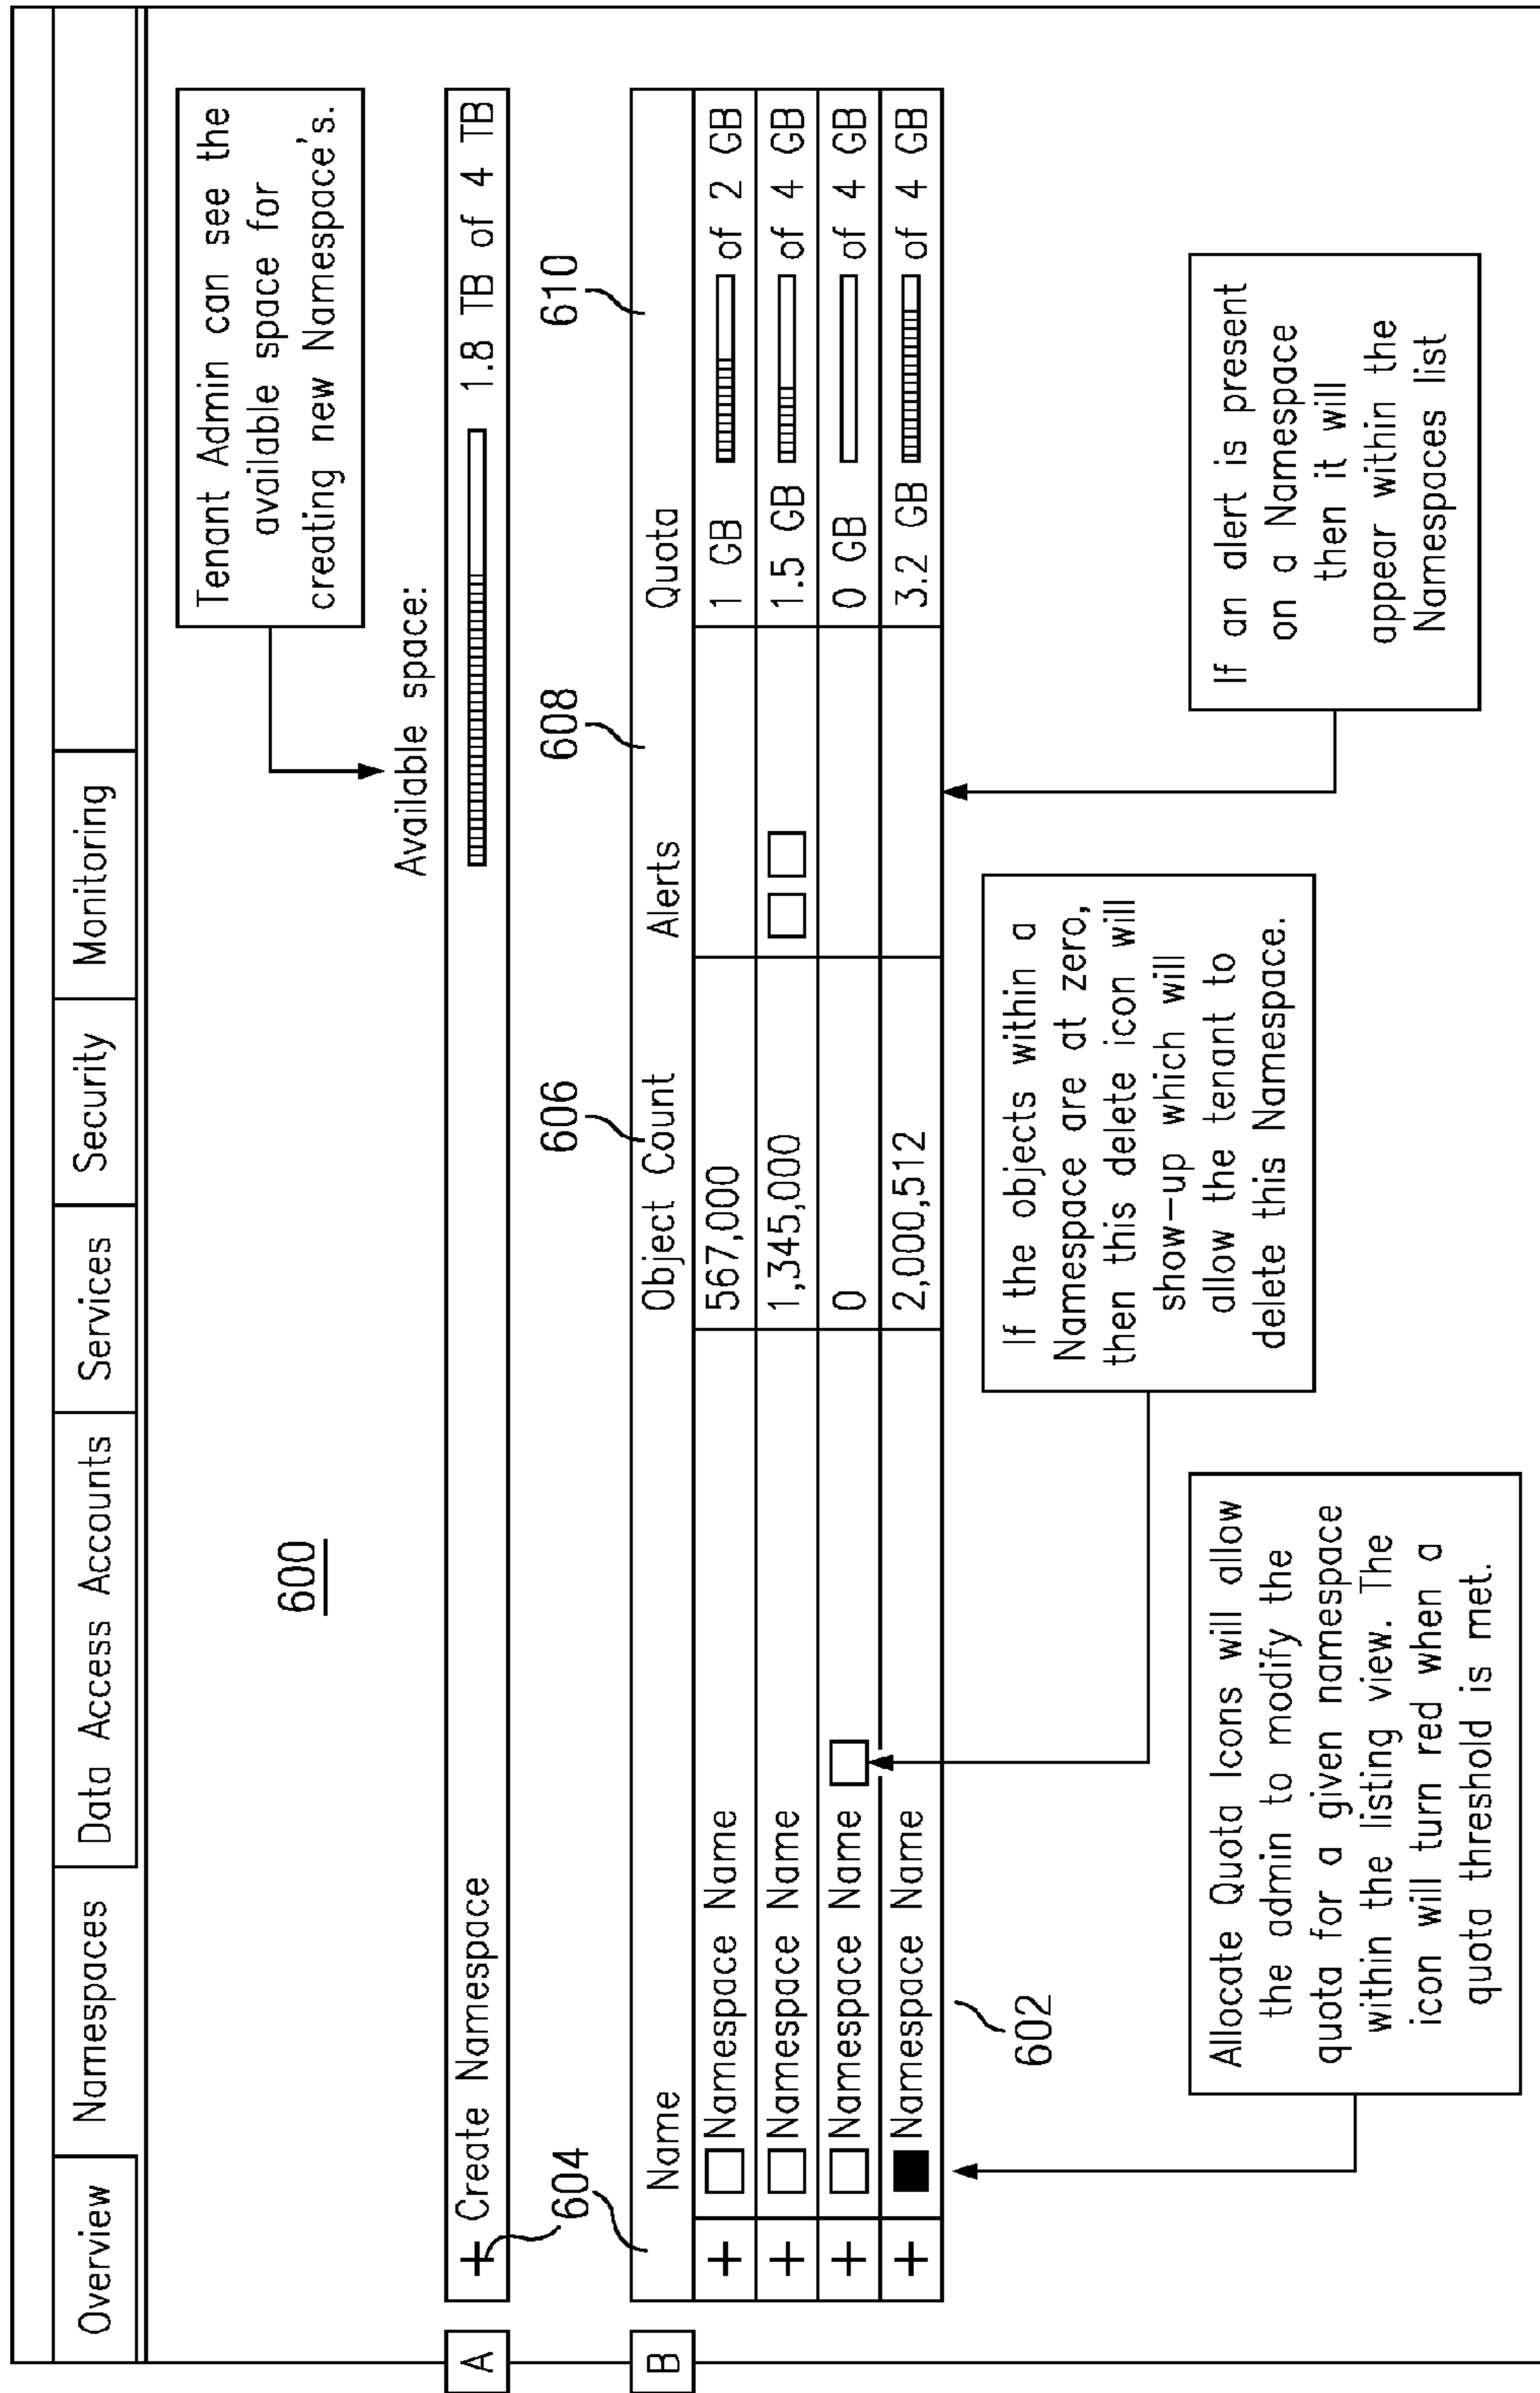 Overview Namespaces Data Access Accounts Services Security Monitoring
600
Tenant Admin can see the
available space for
creating new Namespace's.
Available space:
A + Create Namespace 1.8 TB of 4 TB
604 606 608 610
B Name Object Count Alerts Quota
+ Namespace Name 567,000 1 GB of 2 GB
+ Namespace Name 1,345,000 1.5 GB of 4 GB
+ Namespace Name 0 0 GB of 4 GB
+ Namespace Name 2,000,512 3.2 GB of 4 GB
602
Allocate Quota Icons will allow
the admin to modify the
quota for a given namespace
within the listing view. The
icon will turn red when a
quota threshold is met.
If the objects within a
Namespace are at zero,
then this delete icon will
show-up which will
allow the tenant to
delete this Namespace.
If an alert is present
on a Namespace
then it will
appear within the
Namespaces list